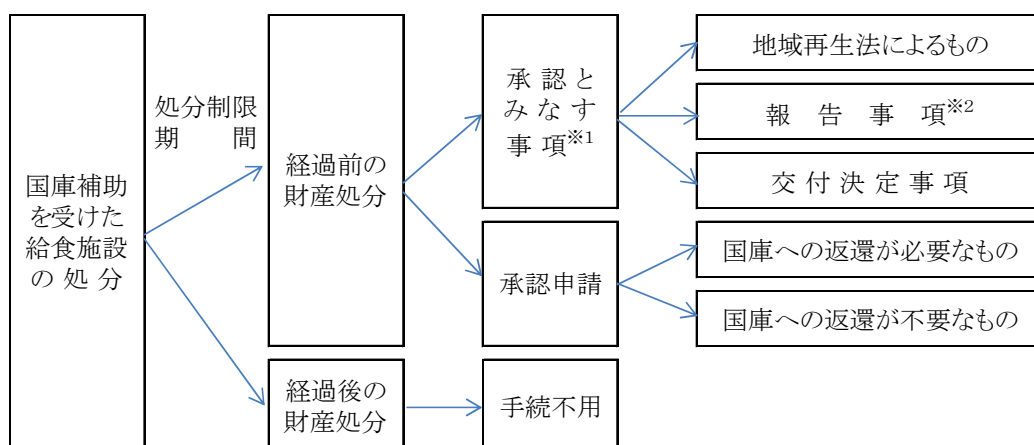 国庫補助
を受けた
給食施設
の処分
処分制限
期間
経過前の
財産処分
承認と
みなす
事項※1
地域再生法によるもの
報告事項※2
交付決定事項
承認申請
国庫への返還が必要なもの
国庫への返還が不要なもの
経過後の
財産処分
手続不用